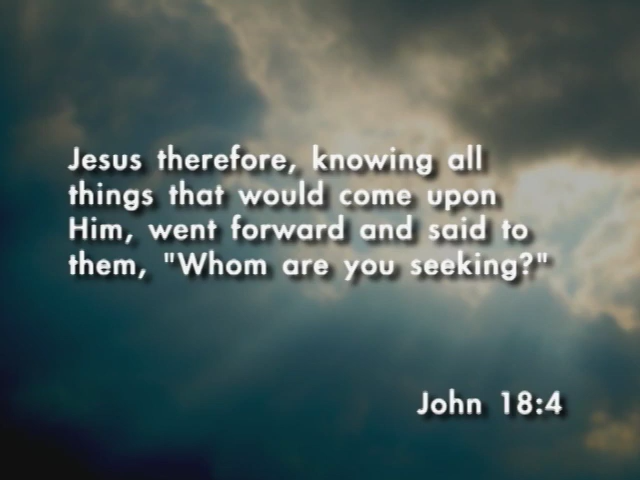 Jesus therefore, knowing all
things that would come upon
Him, went forward and said to
them, "Whom are you seeking?"
John 18:4